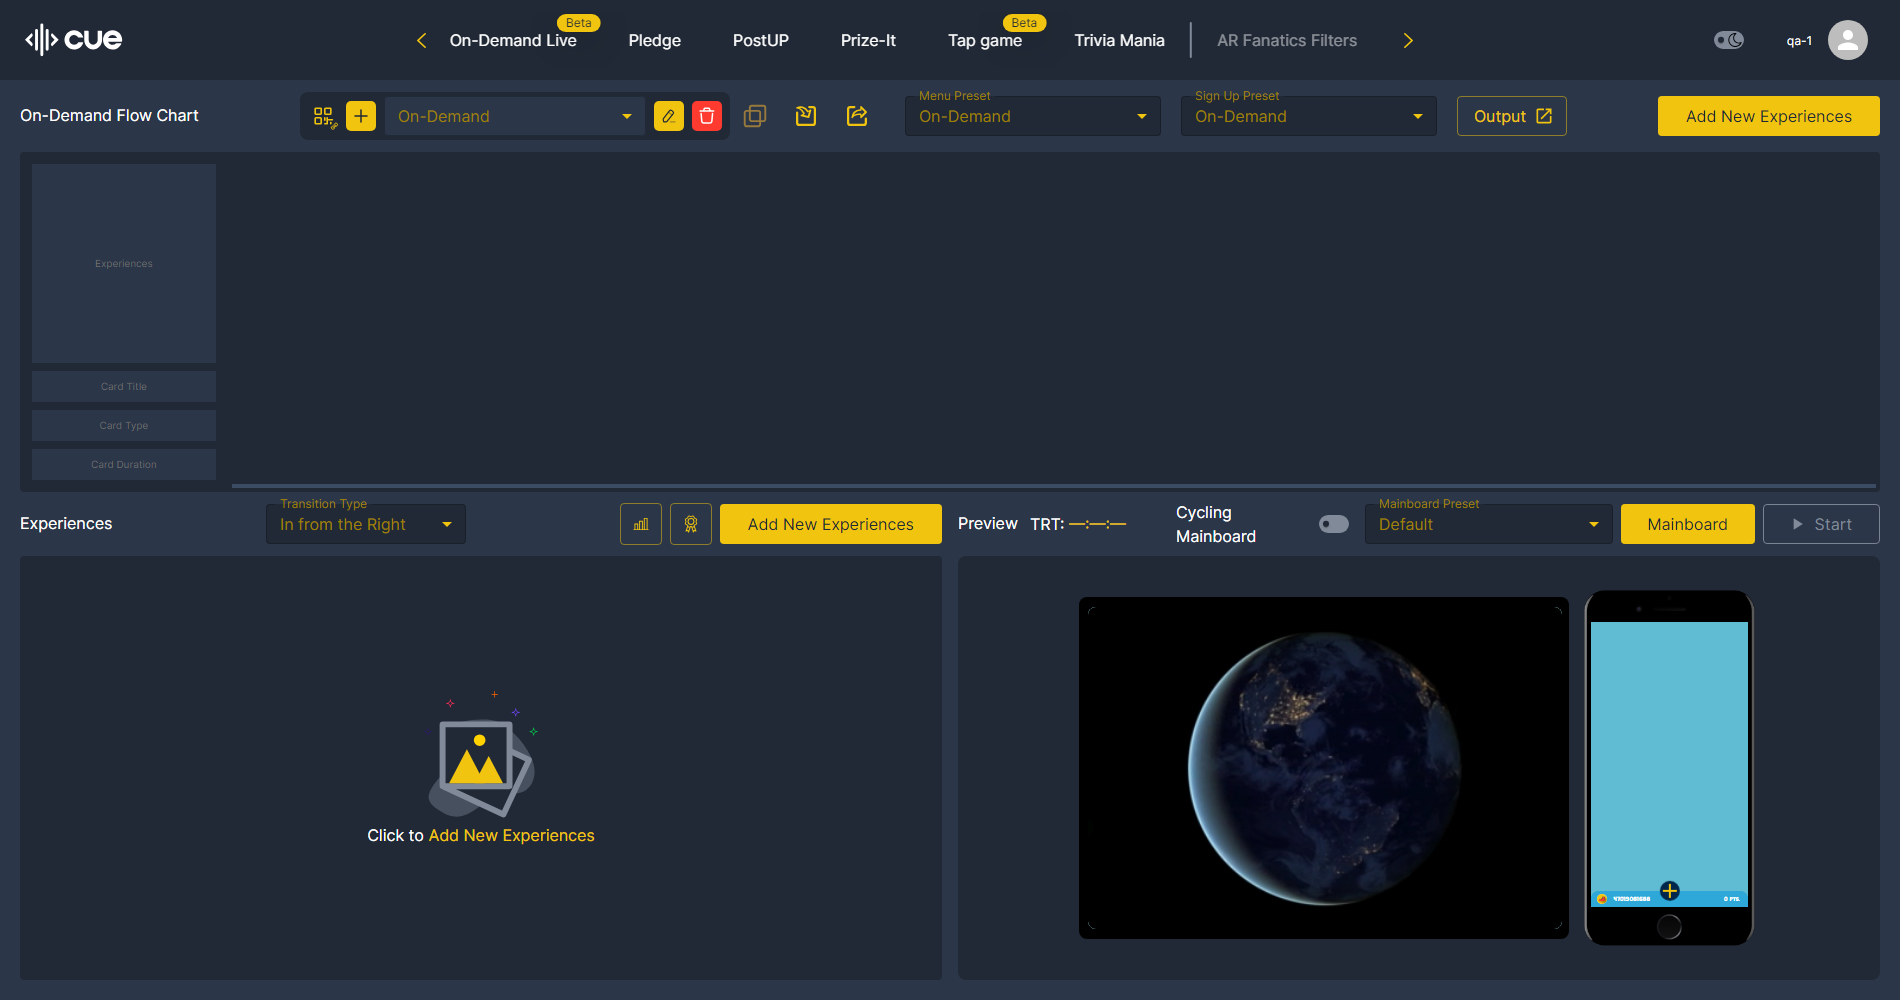 cue
On-Demand Live
Beta
Pledge
PostUP
Prize-It
Tap game
Beta
Trivia Mania
AR Fanatics Filters
qa-1
On-Demand Flow Chart
On-Demand
Menu Preset
On-Demand
Sign Up Preset
On-Demand
Output
Add New Experiences
Experiences
Card Title
Card Type
Card Duration
Experiences
Transition Type
In from the Right
Add New Experiences
Preview
TRT: —:—:—
Cycling
Mainboard
Mainboard Preset
Default
Mainboard
Start
Click to Add New Experiences
0 PTS.